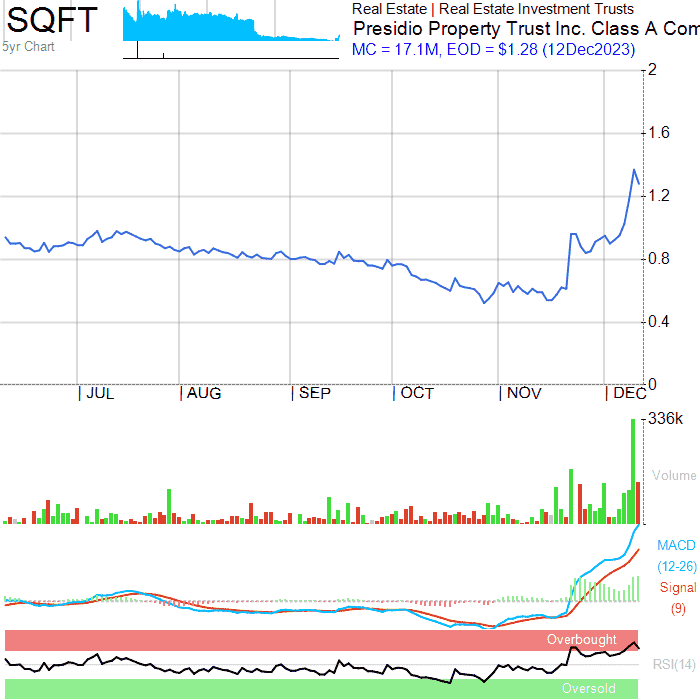 SQFT
5yr Chart
Real Estate | Real Estate Investment Trusts
Presidio Property Trust Inc. Class A Com
MC = 17.1M, EOD = $1.28 (12Dec2023)
2
1.6
1.2
0.8
0.4
0
JUL AUG SEP OCT NOV DEC
336k
Volume
MACD
(12-26)
Signal
(9)
Overbought
RSI(14)
Oversold